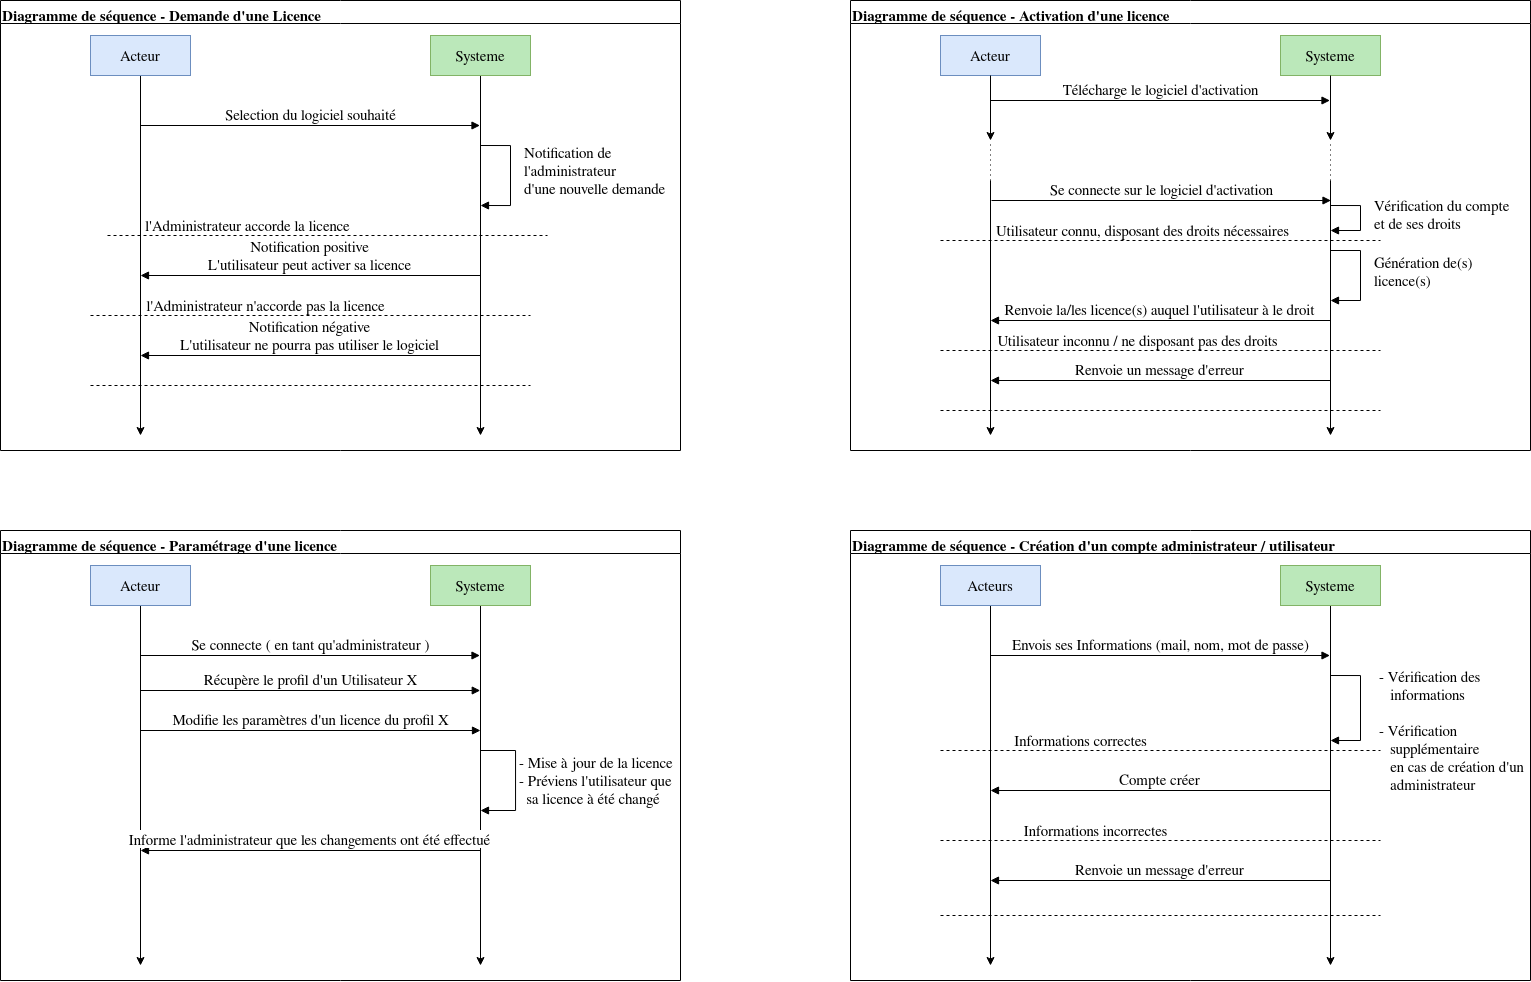 Diagramme de séquence - Demande d'une Licence
Acteur
Systeme
Selection du logiciel souhaité
Notification de
l'administrateur
d'une nouvelle demande
l'Administrateur accorde la licence
Notification positive
L'utilisateur peut activer sa licence
l'Administrateur n'accorde pas la licence
Notification négative
L'utilisateur ne pourra pas utiliser le logiciel
Diagramme de séquence - Activation d'une licence
Acteur
Systeme
Télécharge le logiciel d'activation
Se connecte sur le logiciel d'activation
Vérification du compte
et de ses droits
Utilisateur connu, disposant des droits nécessaires
Génération de(s)
licence(s)
Renvoie la/les licence(s) auquel l'utilisateur à le droit
Utilisateur inconnu / ne disposant pas des droits
Renvoie un message d'erreur
Diagramme de séquence - Paramétrage d'une licence
Acteur
Systeme
Se connecte ( en tant qu'administrateur )
Récupère le profil d'un Utilisateur X
Modifie les paramètres d'un licence du profil X
- Mise à jour de la licence
- Préviens l'utilisateur que
sa licence à été changé
Informe l'administrateur que les changements ont été effectué
Diagramme de séquence - Création d'un compte administrateur / utilisateur
Acteurs
Systeme
Envois ses Informations (mail, nom, mot de passe)
- Vérification des
informations
- Vérification
supplémentaire
en cas de création d'un
administrateur
Informations correctes
Compte créer
Informations incorrectes
Renvoie un message d'erreur